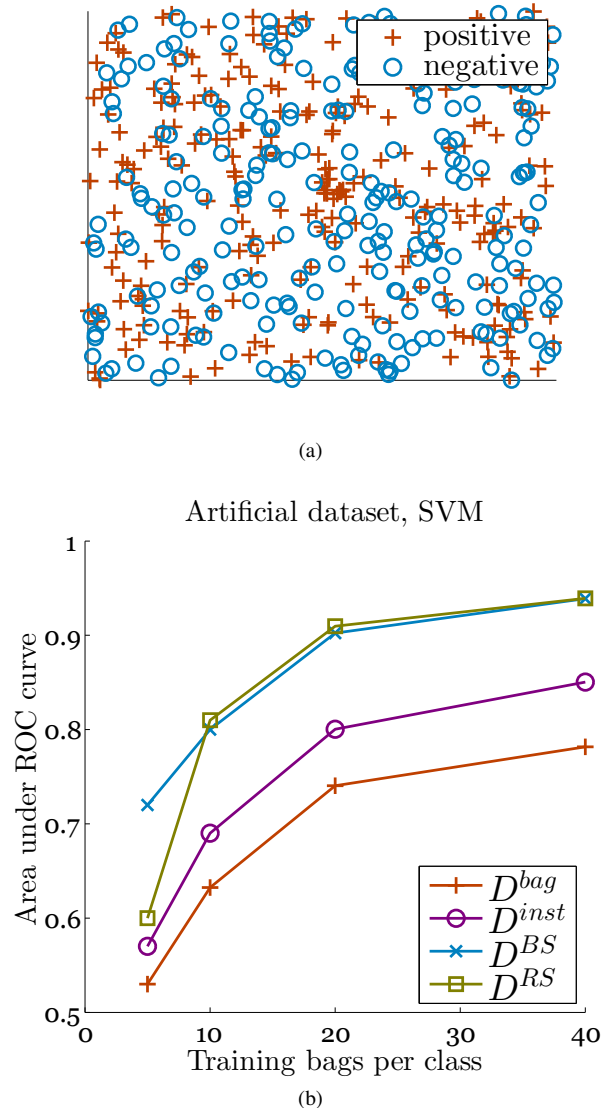 positive
negative
(a)
Artificial dataset, SVM
Area under ROC curve
1
0.9
0.8
0.7
0.6
0.5
0
10
20
30
40
D^{bag}
D^{inst}
D^{BS}
D^{RS}
Training bags per class
(b)